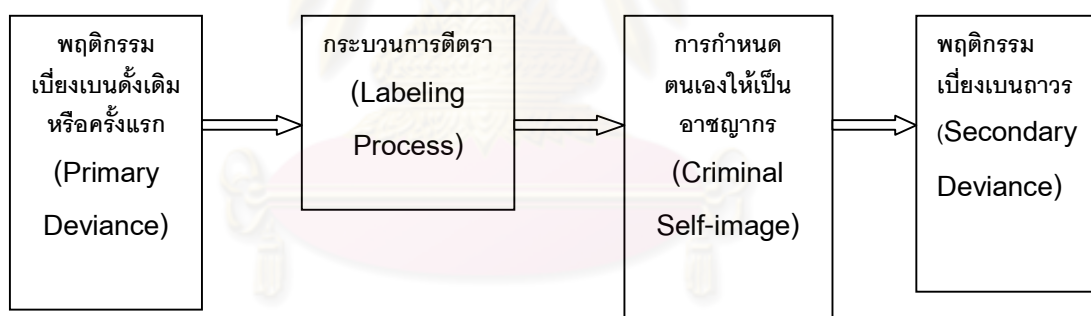 พฤติกรรม
เบี่ยงเบนดั้งเดิม
หรือครั้งแรก
(Primary
Deviance)
กระบวนการตีตรา
(Labeling
Process)
การกำหนด
ตนเองให้เป็น
อาชญากร
(Criminal
Self-image)
พฤติกรรม
เบี่ยงเบนถาวร
(Secondary
Deviance)